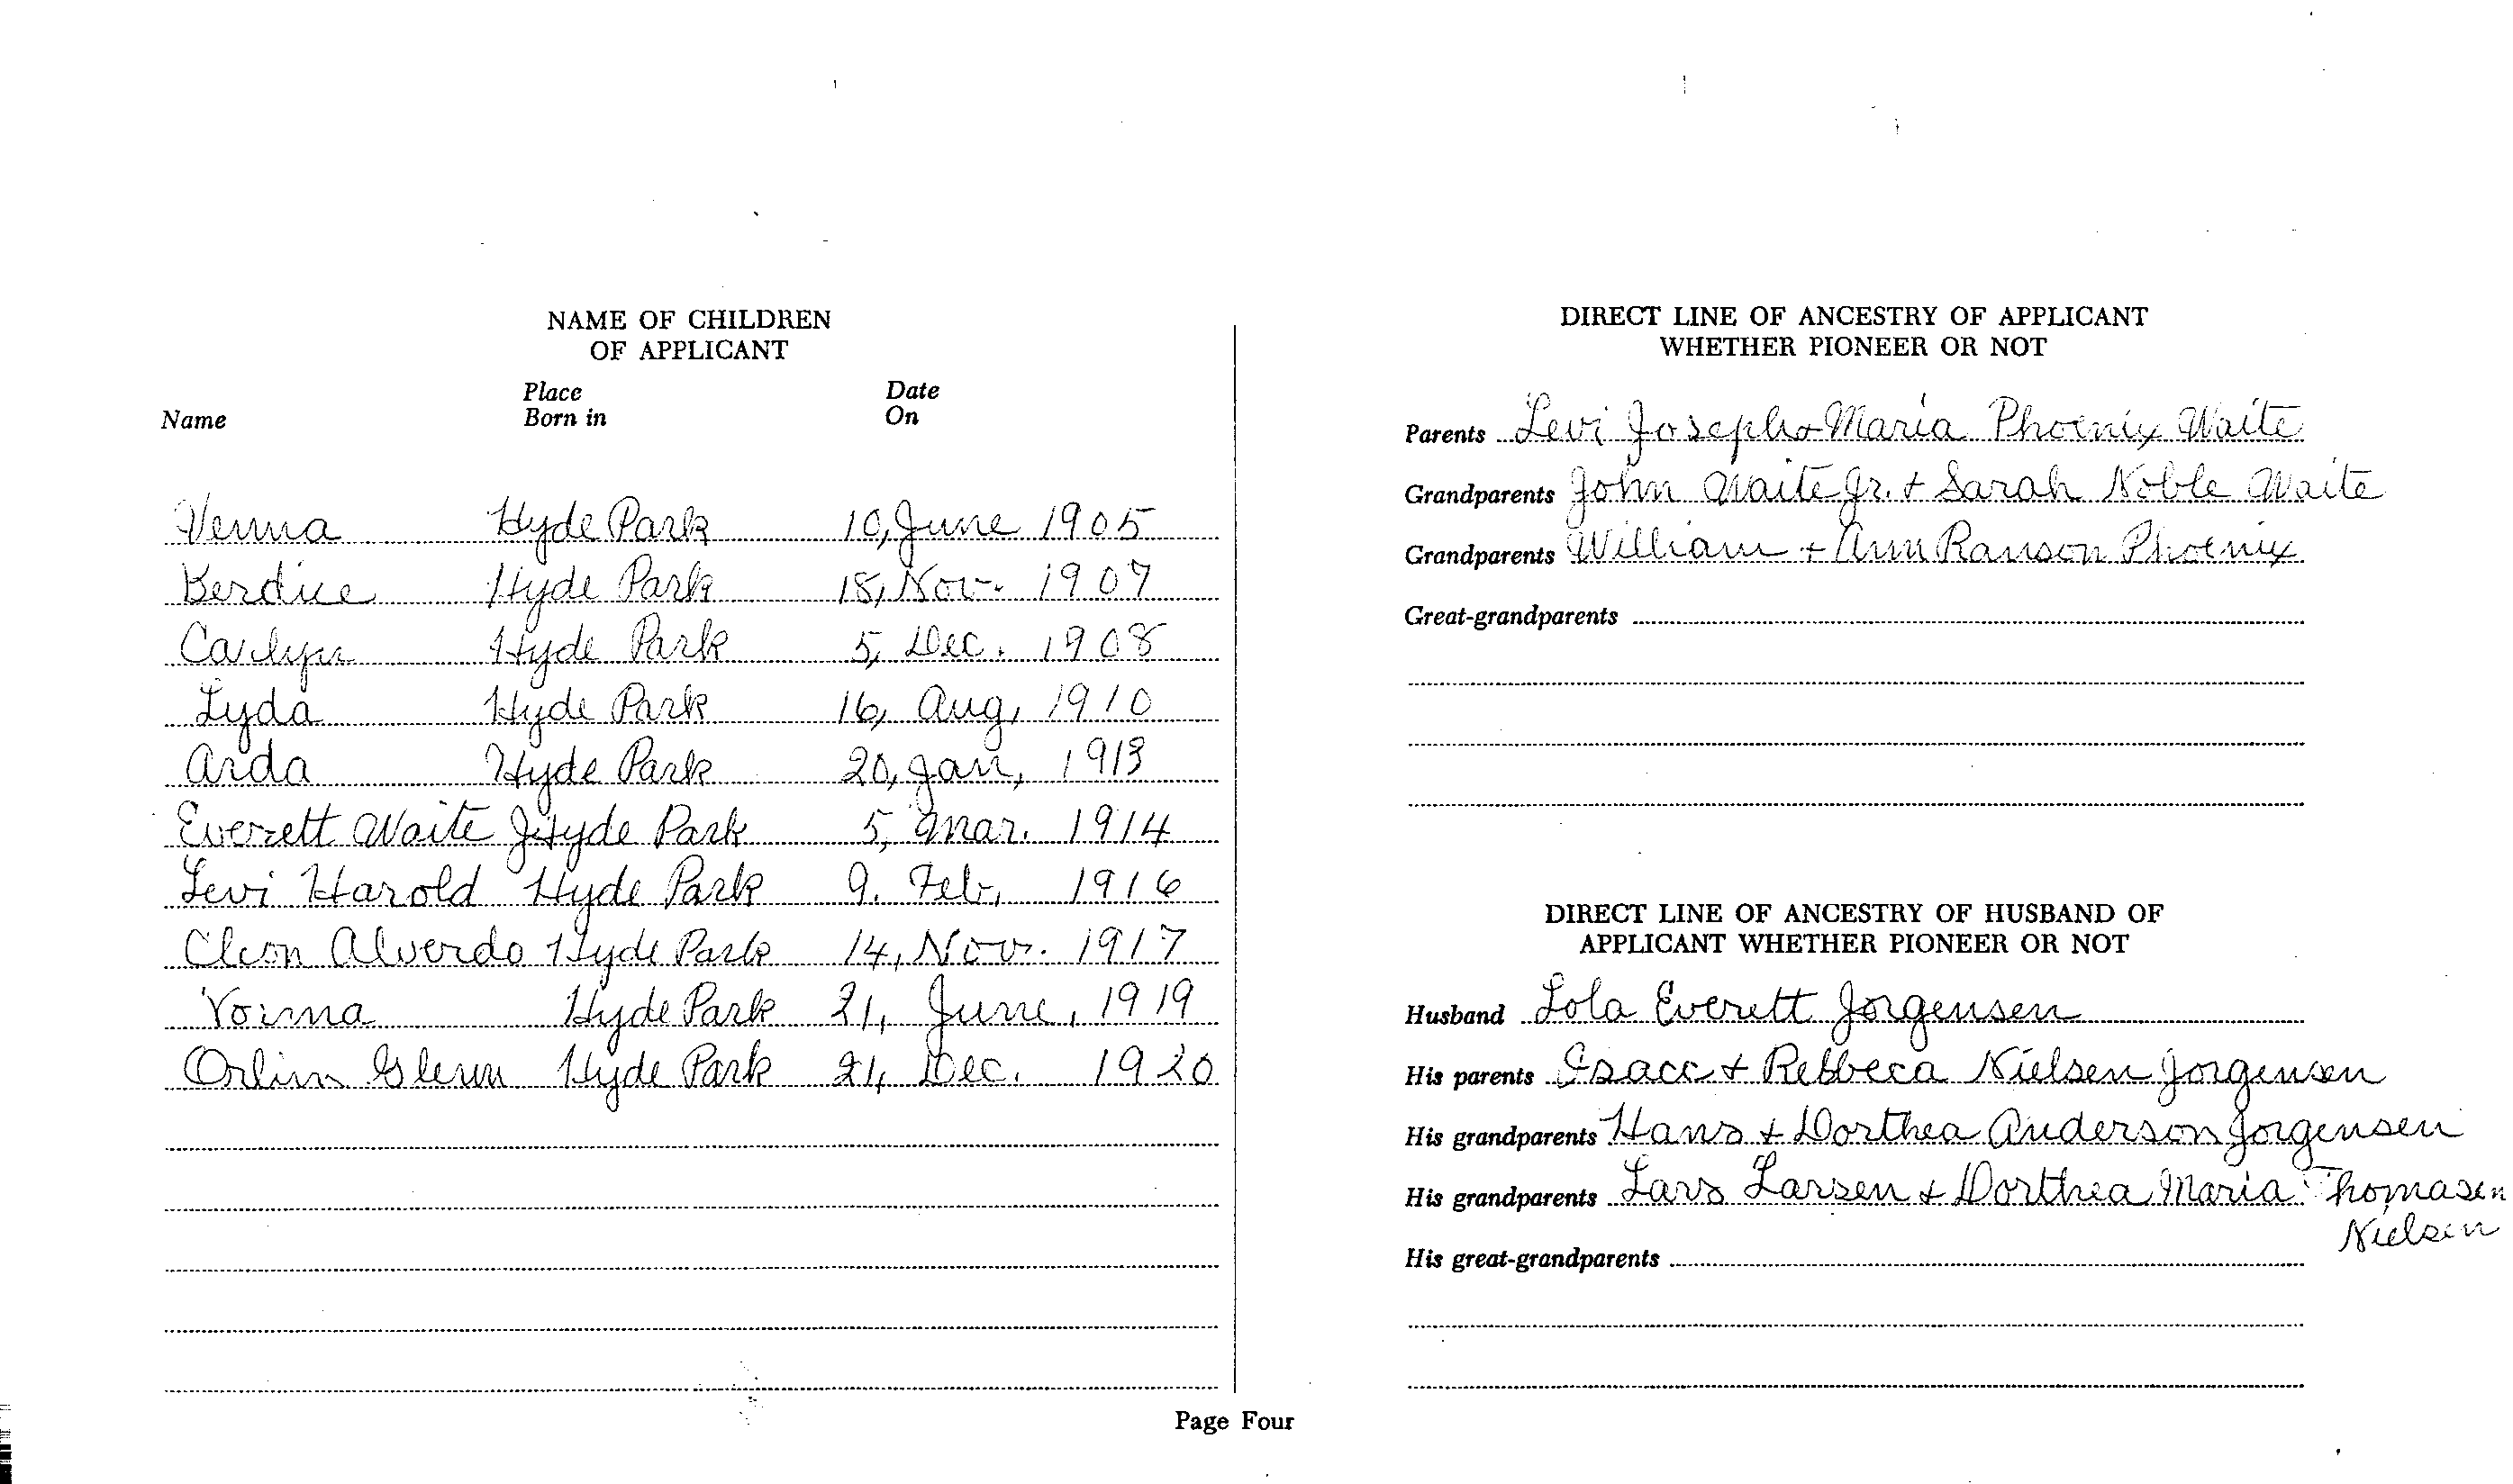 NAME OF CHILDREN
OF APPLICANT
Place Date
Name Born in On
Venna Hyde Park 10, June 1905
Berdice Hyde Park 18, Nov. 1907
Carlyn Hyde Park 5, Dec. 1908
Lyda Hyde Park 16, Aug, 1910
Arda Hyde Park 20, Jan, 1913
Everett Waite J Hyde Park 5, Mar. 1914
Levi Harold Hyde Park 9. Feb, 1916
Cleon Alverdo Hyde Park 14, Nov. 1917
Norma Hyde Park 21, June, 1919
Orlin Glenn Hyde Park 21, Dec. 1920
DIRECT LINE OF ANCESTRY OF APPLICANT
WHETHER PIONEER OR NOT
Parents Levi Joseph + Maria Phoenix Waite
Grandparents John Waite Jr. + Sarah Noble Waite
Grandparents William + Ann Ranson Phoenix
Great-grandparents
DIRECT LINE OF ANCESTRY OF HUSBAND OF
APPLICANT WHETHER PIONEER OR NOT
Husband Lola Everett Jorgensen
His parents Isacc + Rebbeca Nielsen Jorgensen
His grandparents Hans + Dorthea Anderson Jorgensen
His grandparents Lars Larsen + Dorthea Maria Thomasen
Nielsen
His great-grandparents
Page Four